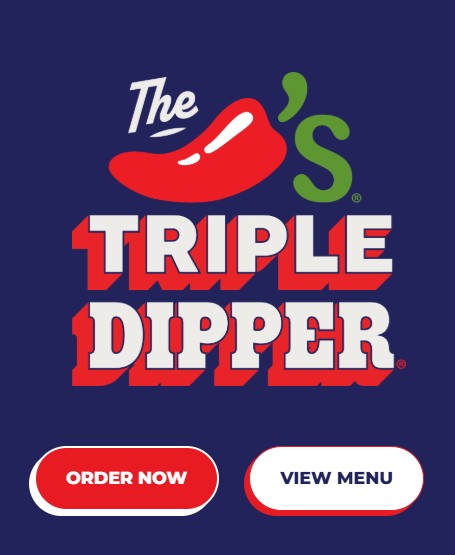 The 's®
TRIPLE
DIPPER®
ORDER NOW
VIEW MENU